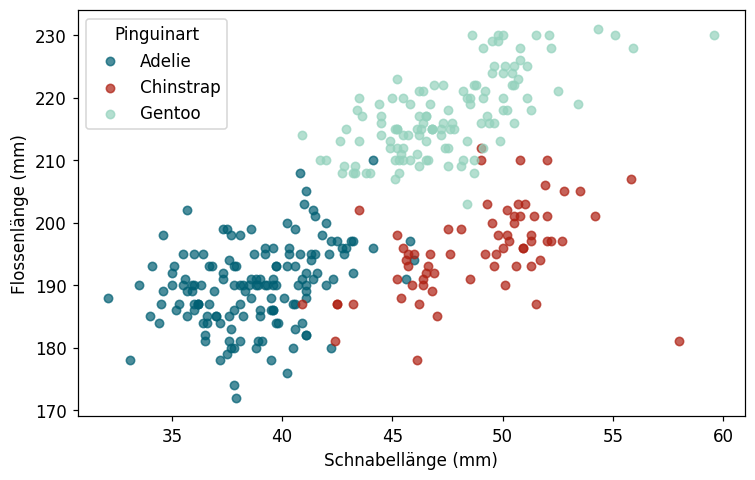 Pinguinart
Adelie
Chinstrap
Gentoo
230
220
210
200
190
180
170
Flossenlänge (mm)
35 40 45 50 55 60
Schnabellänge (mm)